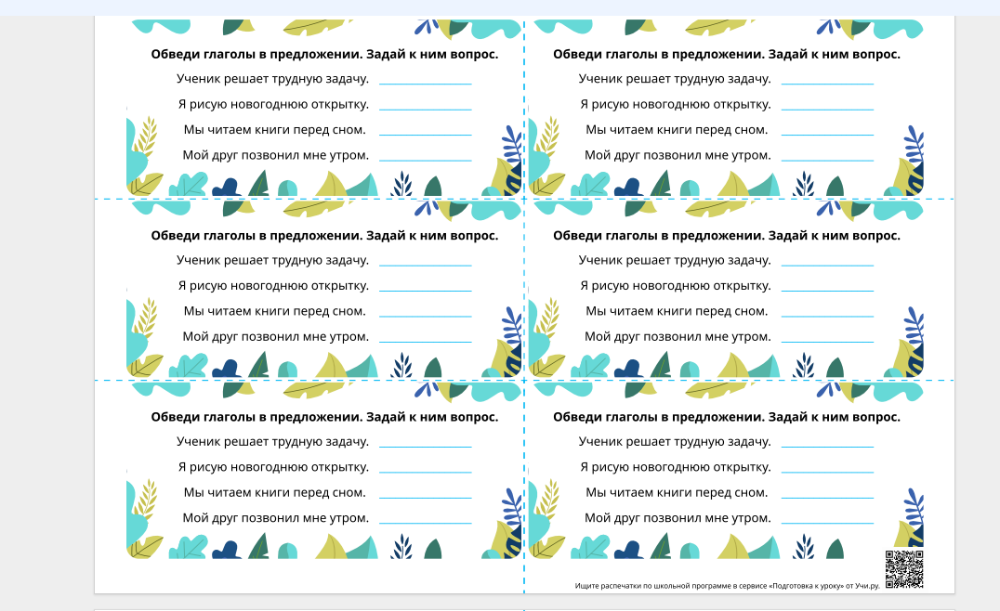 Обведи глаголы в предложении. Задай к ним вопрос.
Ученик решает трудную задачу.
Я рисую новогоднюю открытку.
Мы читаем книги перед сном.
Мой друг позвонил мне утром.
Обведи глаголы в предложении. Задай к ним вопрос.
Ученик решает трудную задачу.
Я рисую новогоднюю открытку.
Мы читаем книги перед сном.
Мой друг позвонил мне утром.
Обведи глаголы в предложении. Задай к ним вопрос.
Ученик решает трудную задачу.
Я рисую новогоднюю открытку.
Мы читаем книги перед сном.
Мой друг позвонил мне утром.
Обведи глаголы в предложении. Задай к ним вопрос.
Ученик решает трудную задачу.
Я рисую новогоднюю открытку.
Мы читаем книги перед сном.
Мой друг позвонил мне утром.
Обведи глаголы в предложении. Задай к ним вопрос.
Ученик решает трудную задачу.
Я рисую новогоднюю открытку.
Мы читаем книги перед сном.
Мой друг позвонил мне утром.
Обведи глаголы в предложении. Задай к ним вопрос.
Ученик решает трудную задачу.
Я рисую новогоднюю открытку.
Мы читаем книги перед сном.
Мой друг позвонил мне утром.
Ищите распечатки по школьной программе в сервисе «Подготовка к уроку» от Учи.ру.